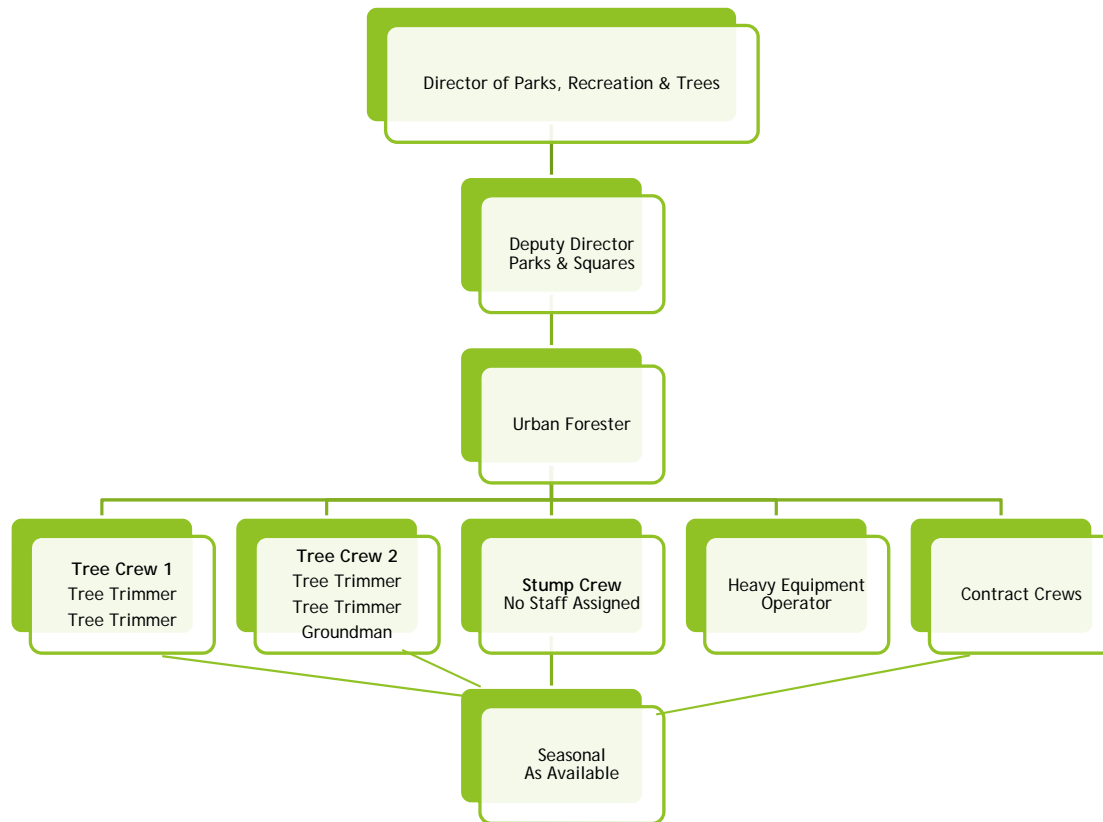 Director of Parks, Recreation & Trees
Deputy Director
Parks & Squares
Urban Forester
Tree Crew 1
Tree Trimmer
Tree Trimmer
Tree Crew 2
Tree Trimmer
Tree Trimmer
Groundman
Stump Crew
No Staff Assigned
Heavy Equipment
Operator
Contract Crews
Seasonal
As Available